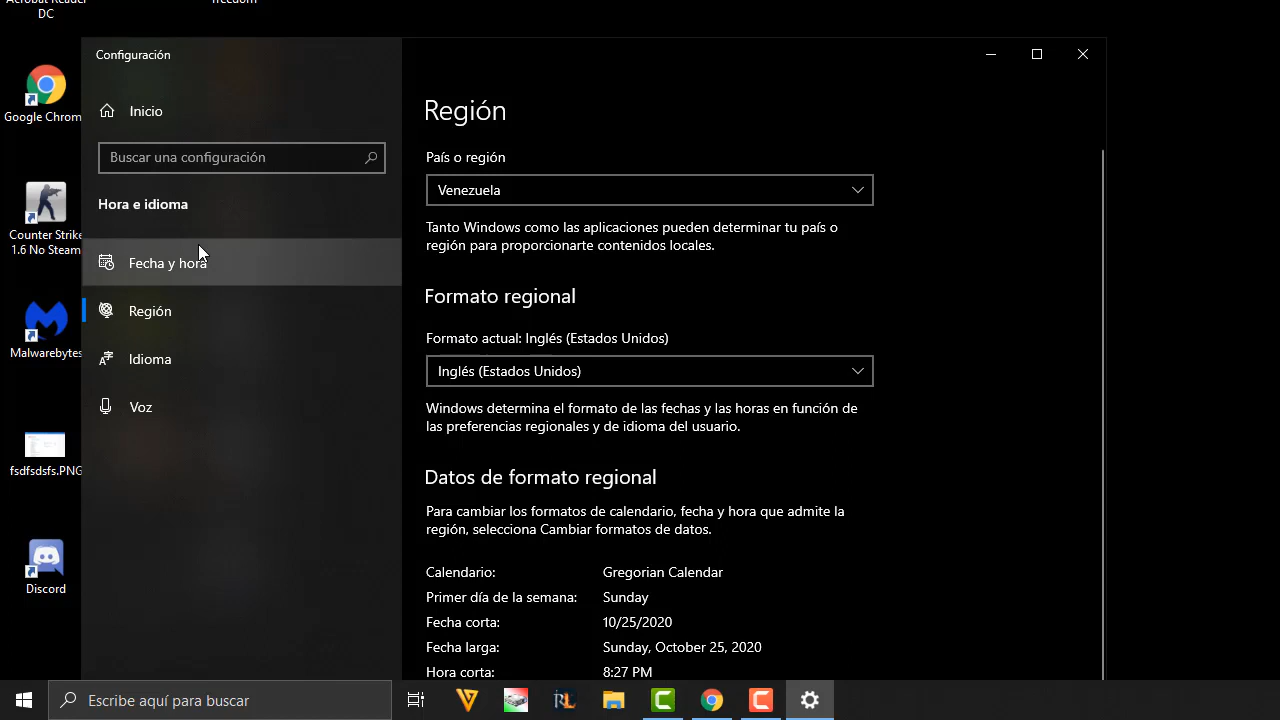 Acrobat Reader
DC
freedom
Google Chrom
Counter Strike
1.6 No Steam
Malwarebytes
fsdfsdsfs.PNG
Discord
Configuración
Inicio
Buscar una configuración
Hora e idioma
Fecha y hora
Región
Idioma
Voz
Región
País o región
Venezuela
Tanto Windows como las aplicaciones pueden determinar tu país o
región para proporcionarte contenidos locales.
Formato regional
Formato actual: Inglés (Estados Unidos)
Inglés (Estados Unidos)
Windows determina el formato de las fechas y las horas en función de
las preferencias regionales y de idioma del usuario.
Datos de formato regional
Para cambiar los formatos de calendario, fecha y hora que admite la
región, selecciona Cambiar formatos de datos.
Calendario: Gregorian Calendar
Primer día de la semana: Sunday
Fecha corta: 10/25/2020
Fecha larga: Sunday, October 25, 2020
Hora corta: 8:27 PM
Escribe aquí para buscar